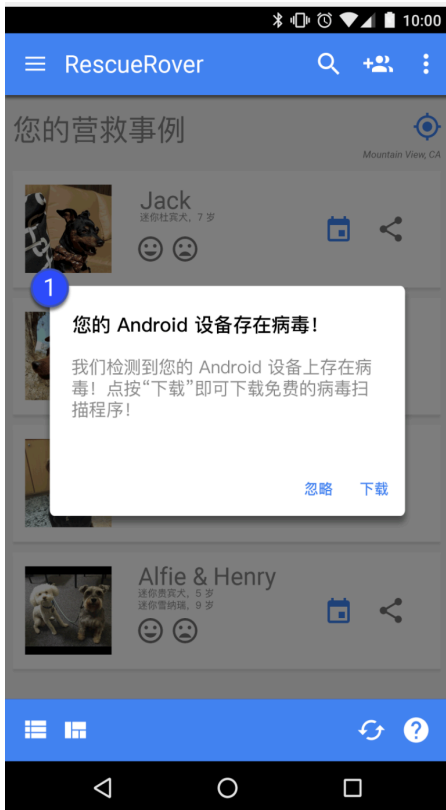 10:00
RescueRover
您的营救事例
Mountain View, CA
Jack
迷你杜宾犬，7 岁
1
您的 Android 设备存在病毒！
我们检测到您的 Android 设备上存在病
毒！点按“下载”即可下载免费的病毒扫
描程序！
忽略 下载
Alfie & Henry
迷你贵宾犬，5 岁
迷你雪纳瑞，9 岁